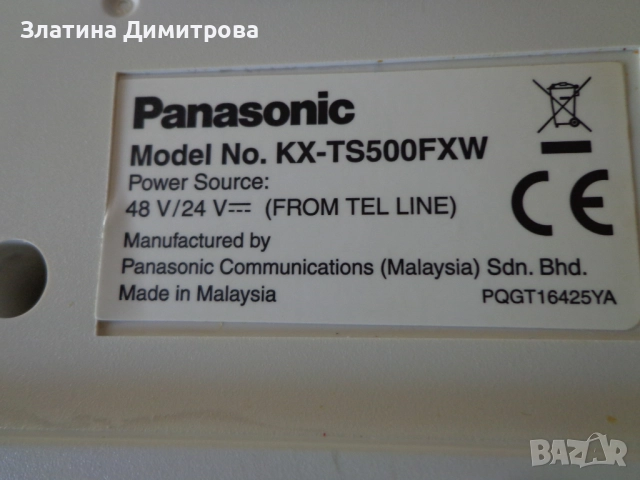 Златина Димитрова
Panasonic
Model No. KX-TS500FXW
Power Source:
48 V/24 V⎓ (FROM TEL LINE)
Manufactured by
Panasonic Communications (Malaysia) Sdn. Bhd.
Made in Malaysia
PQGT16425YA
CE
BAZAR